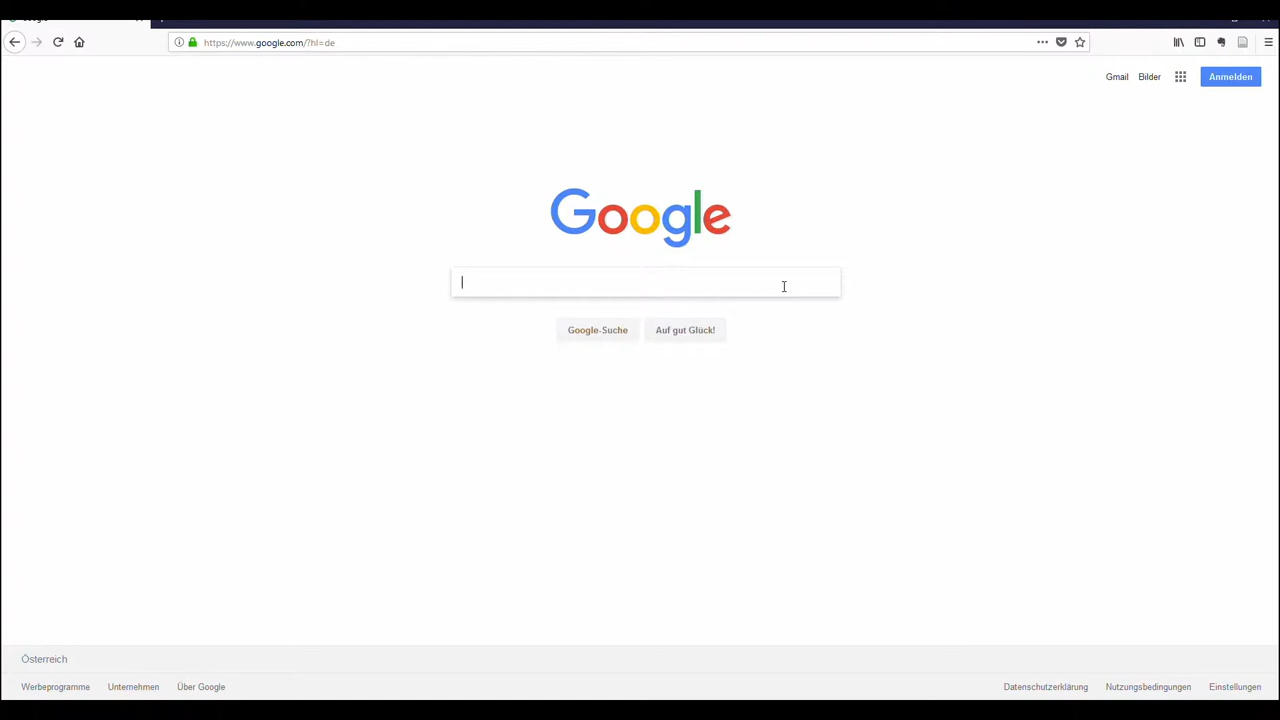 https://www.google.com/?hl=de
Gmail Bilder Anmelden
Google
Google-Suche Auf gut Glück!
Österreich
Werbeprogramme Unternehmen Über Google Datenschutzerklärung Nutzungsbedingungen Einstellungen